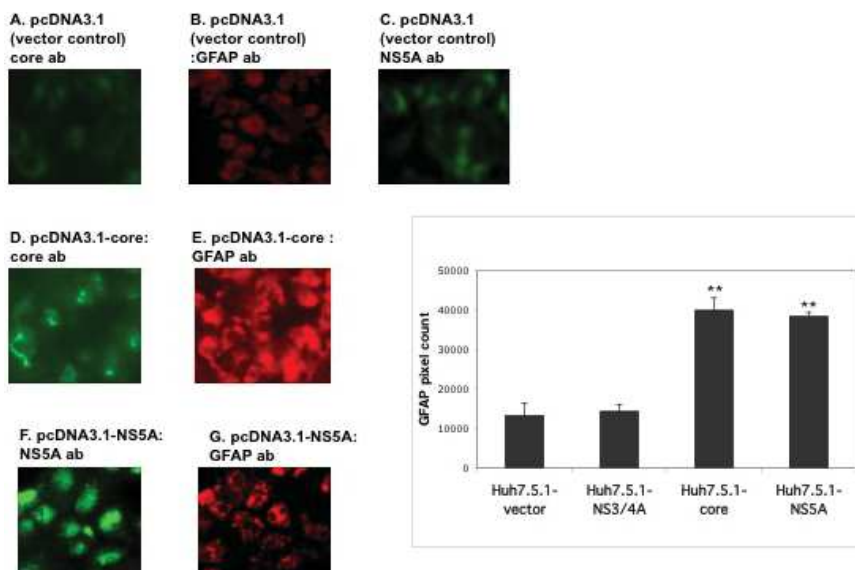 A. pcDNA3.1
(vector control)
core ab
B. pcDNA3.1
(vector control)
:GFAP ab
C. pcDNA3.1
(vector control)
NS5A ab
D. pcDNA3.1-core:
core ab
E. pcDNA3.1-core :
GFAP ab
F. pcDNA3.1-NS5A:
NS5A ab
G. pcDNA3.1-NS5A:
GFAP ab
GFAP pixel count
50000
40000
30000
20000
10000
0
**
**
Huh7.5.1-
vector
Huh7.5.1-
NS3/4A
Huh7.5.1-
core
Huh7.5.1-
NS5A